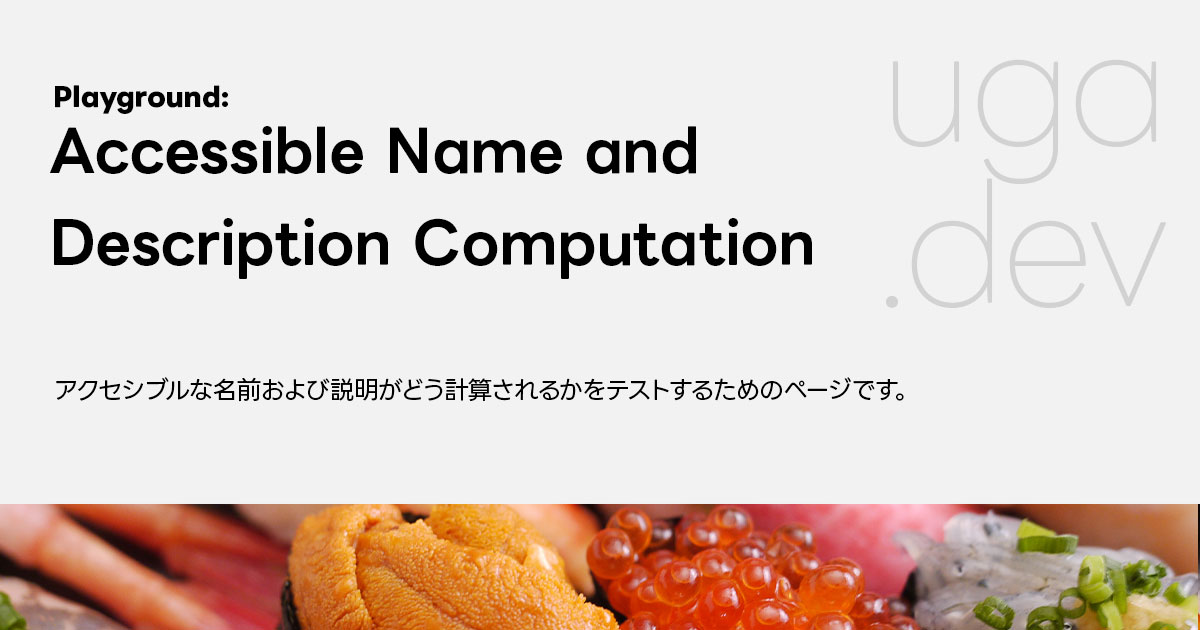 Playground:
Accessible Name and
Description Computation
uga
.dev
アクセシブルな名前および説明がどう計算されるかをテストするためのページです。